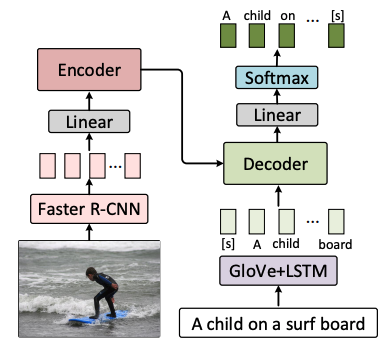 A child on ... [s]
Softmax
Encoder
Linear
Linear
Decoder
...
Faster R-CNN
...
[s] A child board
GloVe+LSTM
A child on a surf board